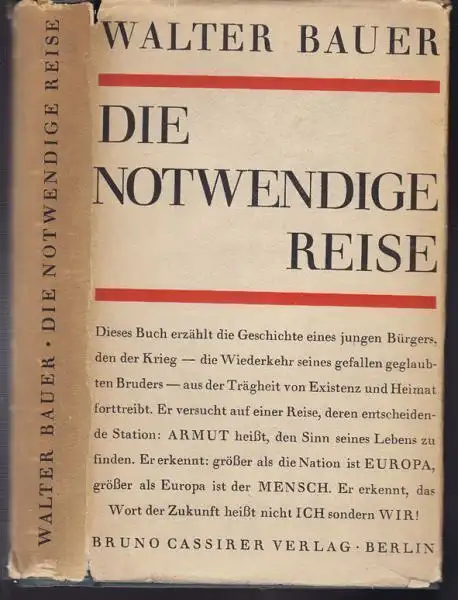 WALTER BAUER · DIE NOTWENDIGE REISE
WALTER BAUER
DIE
NOTWENDIGE
REISE
Dieses Buch erzählt die Geschichte eines jungen Bürgers,
den der Krieg — die Wiederkehr seines gefallen geglaub-
ten Bruders — aus der Trägheit von Existenz und Heimat
forttreibt. Er versucht auf einer Reise, deren entscheiden-
de Station: ARMUT heißt, den Sinn seines Lebens zu
finden. Er erkennt: größer als die Nation ist EUROPA,
größer als Europa ist der MENSCH. Er erkennt, das
Wort der Zukunft heißt nicht ICH sondern WIR!
BRUNO CASSIRER VERLAG · BERLIN